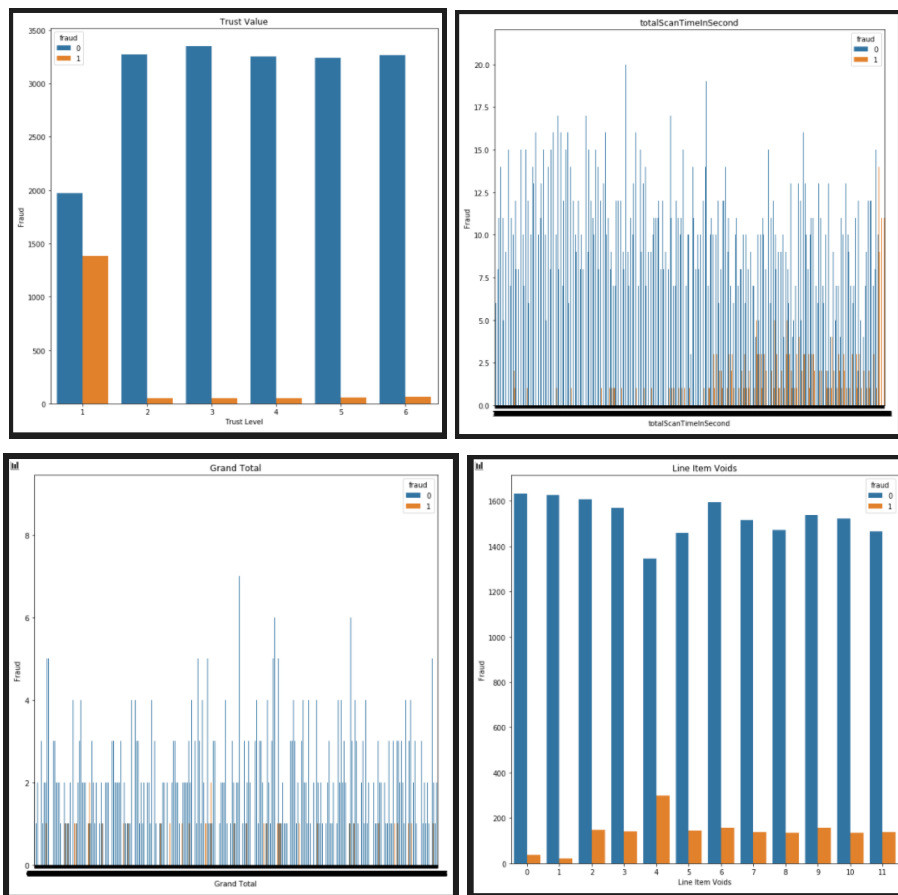 Trust Value
fraud
0
1
3500
3000
2500
2000
1500
1000
500
0
Fraud
1 2 3 4 5 6
Trust Level
totalScanTimeInSecond
fraud
0
1
20.0
17.5
15.0
12.5
10.0
7.5
5.0
2.5
0.0
Fraud
totalScanTimeInSecond
Grand Total
fraud
0
1
8
6
4
2
0
Fraud
Grand Total
Line Item Voids
fraud
0
1
1600
1400
1200
1000
800
600
400
200
0
Fraud
0 1 2 3 4 5 6 7 8 9 10 11
Line Item Voids